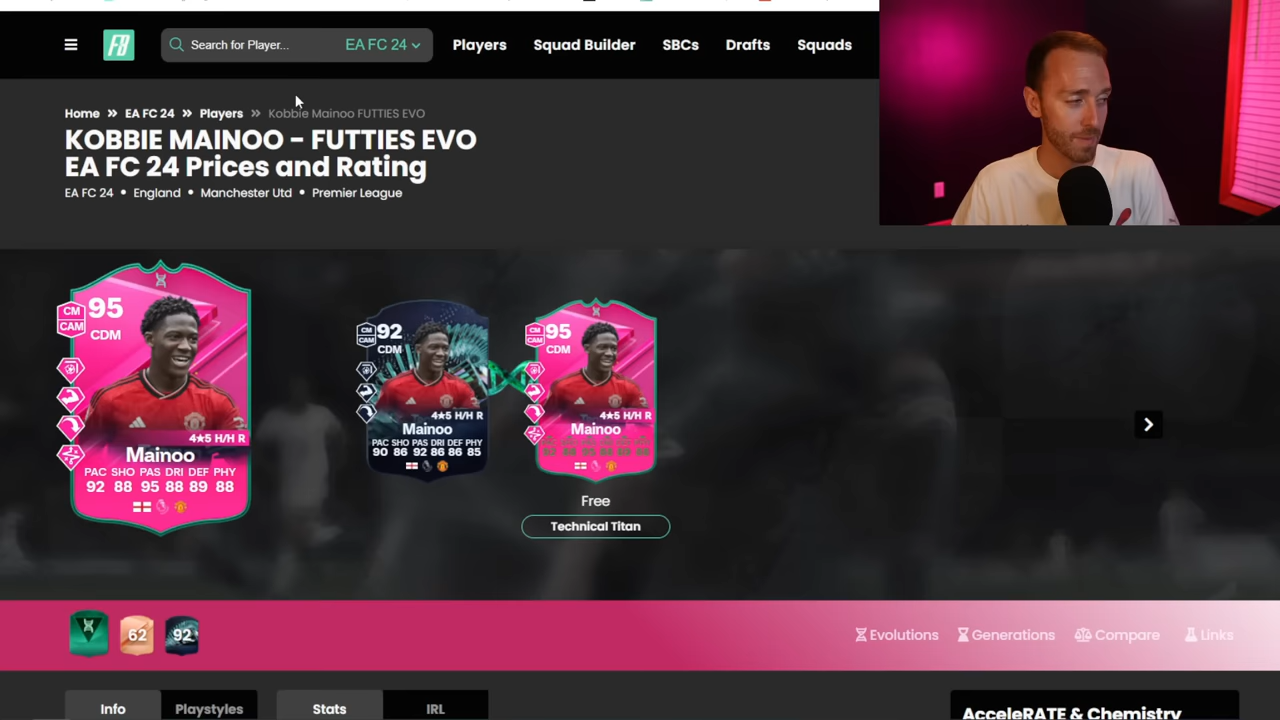 FB
Search for Player...
EA FC 24
Players
Squad Builder
SBCs
Drafts
Squads
Home » EA FC 24 » Players » Kobbie Mainoo FUTTIES EVO
KOBBIE MAINOO - FUTTIES EVO
EA FC 24 Prices and Rating
EA FC 24 • England • Manchester Utd • Premier League
95
CM
CAM
CDM
4★5 H/H R
Mainoo
PAC SHO PAS DRI DEF PHY
92 88 95 88 89 88
92
CM
CAM
CDM
4★5 H/H R
Mainoo
PAC SHO PAS DRI DEF PHY
90 86 92 86 86 85
95
CM
CAM
CDM
4★5 H/H R
Mainoo
Free
Technical Titan
62
92
Evolutions
Generations
Compare
Links
Info
Playstyles
Stats
IRL
AcceleRATE & Chemistry